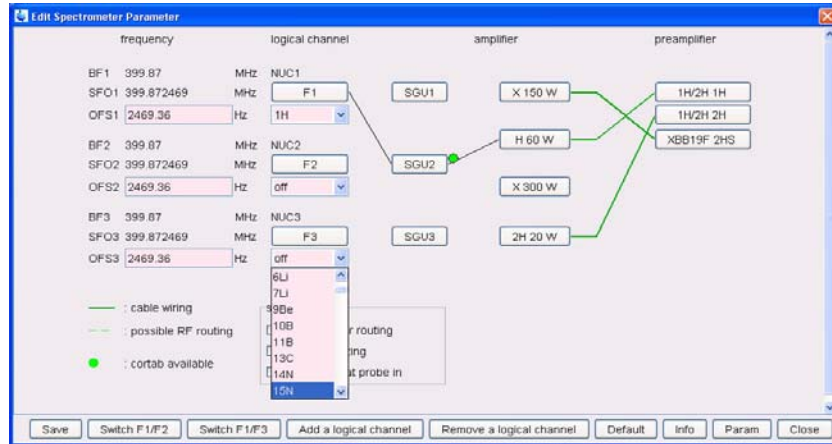 Edit Spectrometer Parameter
frequency logical channel amplifier preamplifier
BF1 399.87 MHz NUC1
SFO1 399.872469 MHz F1 SGU1 X 150 W 1H/2H 1H
OFS1 2469.36 Hz 1H 1H/2H 2H
BF2 399.87 MHz NUC2 H 60 W XBB19F 2HS
SFO2 399.872469 MHz F2 SGU2
OFS2 2469.36 Hz off X 300 W
BF3 399.87 MHz NUC3
SFO3 399.872469 MHz F3 SGU3 2H 20 W
OFS3 2469.36 Hz off
6Li
7Li
9Be
10B
11B
13C
14N
15N
: cable wiring
: possible RF routing
: cortab available
routing
probe in
Save Switch F1/F2 Switch F1/F3 Add a logical channel Remove a logical channel Default Info Param Close